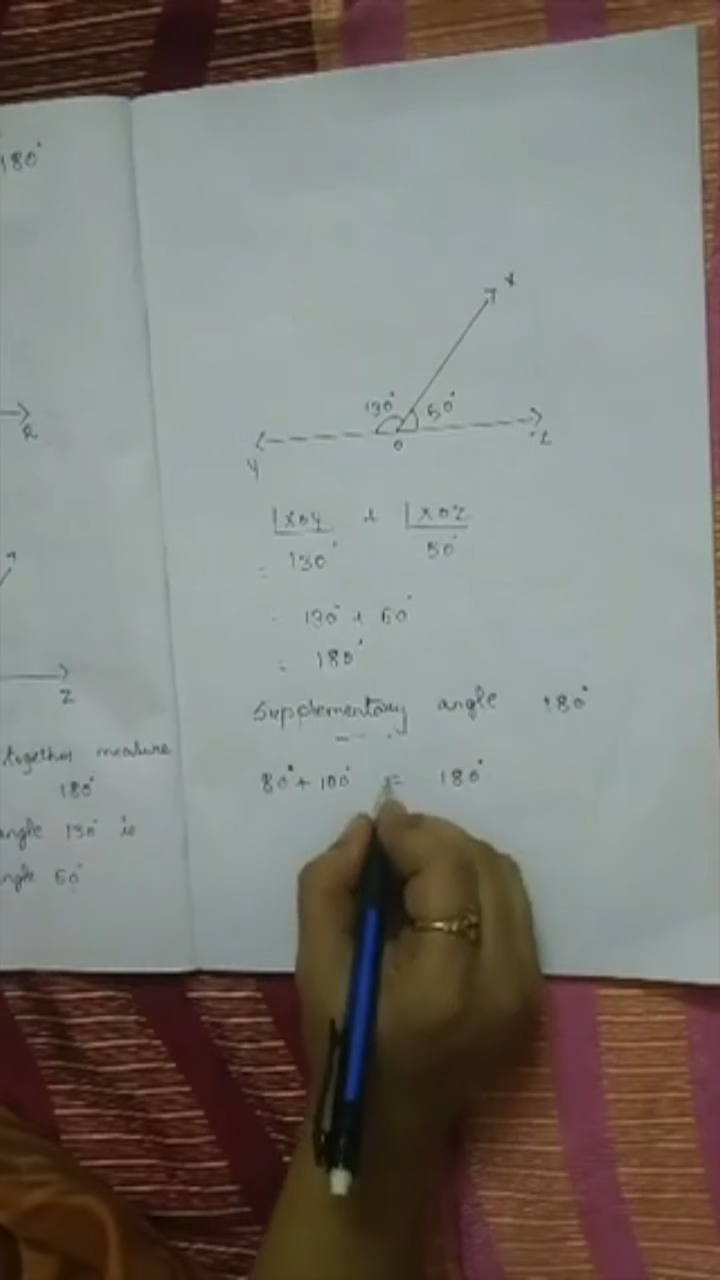 180°
R
Z
together measure
180°
angle 130° is
angle 50°
X
130° 50°
Y O Z
∠XOY + ∠XOZ
= 130° 50°
= 130° + 50°
= 180°
Supplementary angle 180°
80° + 100° = 180°